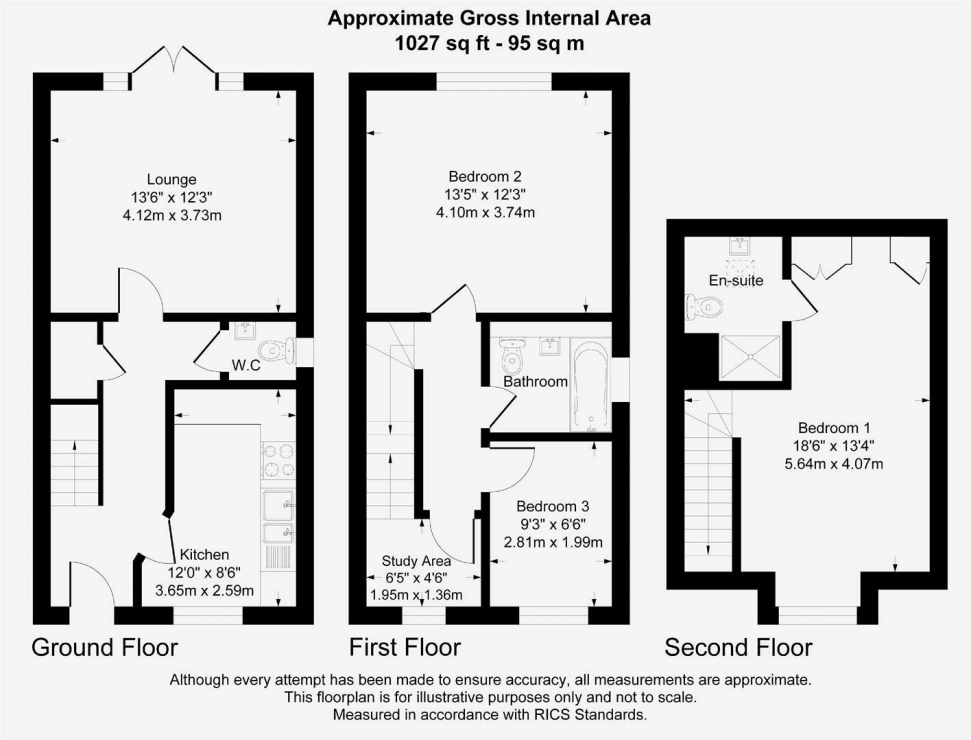 Approximate Gross Internal Area
1027 sq ft - 95 sq m
Lounge
13'6" x 12'3"
4.12m x 3.73m
W.C
Kitchen
12'0" x 8'6"
3.65m x 2.59m
Ground Floor
Bedroom 2
13'5" x 12'3"
4.10m x 3.74m
Bathroom
Bedroom 3
9'3" x 6'6"
2.81m x 1.99m
Study Area
6'5" x 4'6"
1.95m x 1.36m
First Floor
En-suite
Bedroom 1
18'6" x 13'4"
5.64m x 4.07m
Second Floor
Although every attempt has been made to ensure accuracy, all measurements are approximate.
This floorplan is for illustrative purposes only and not to scale.
Measured in accordance with RICS Standards.